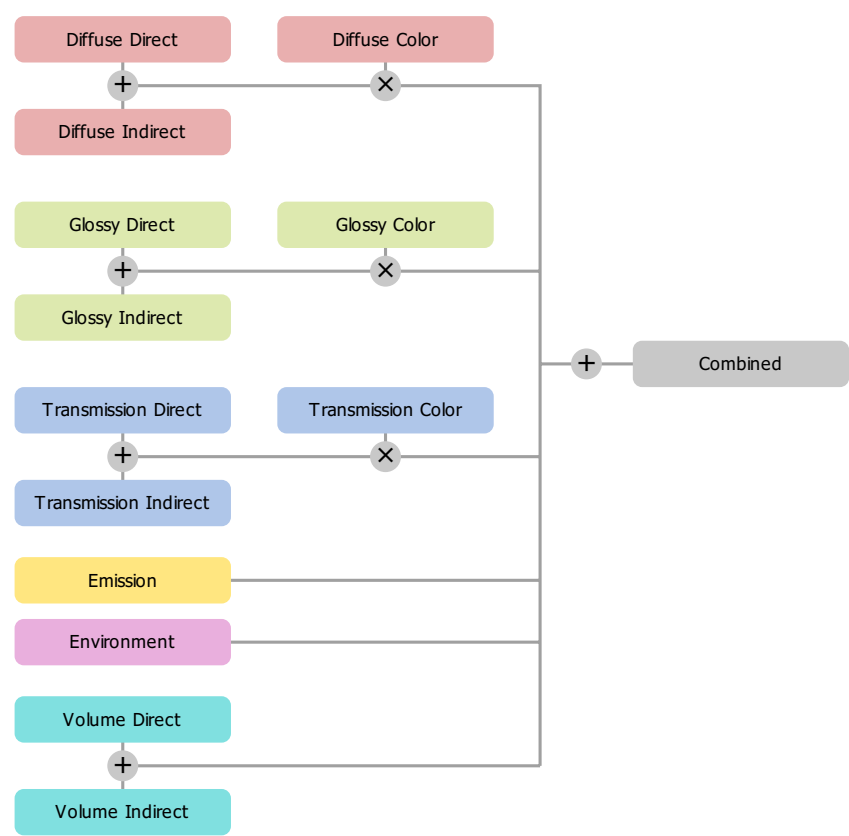 Diffuse Direct
Diffuse Color
+
×
Diffuse Indirect
Glossy Direct
Glossy Color
+
×
Glossy Indirect
+
Combined
Transmission Direct
Transmission Color
+
×
Transmission Indirect
Emission
Environment
Volume Direct
+
Volume Indirect